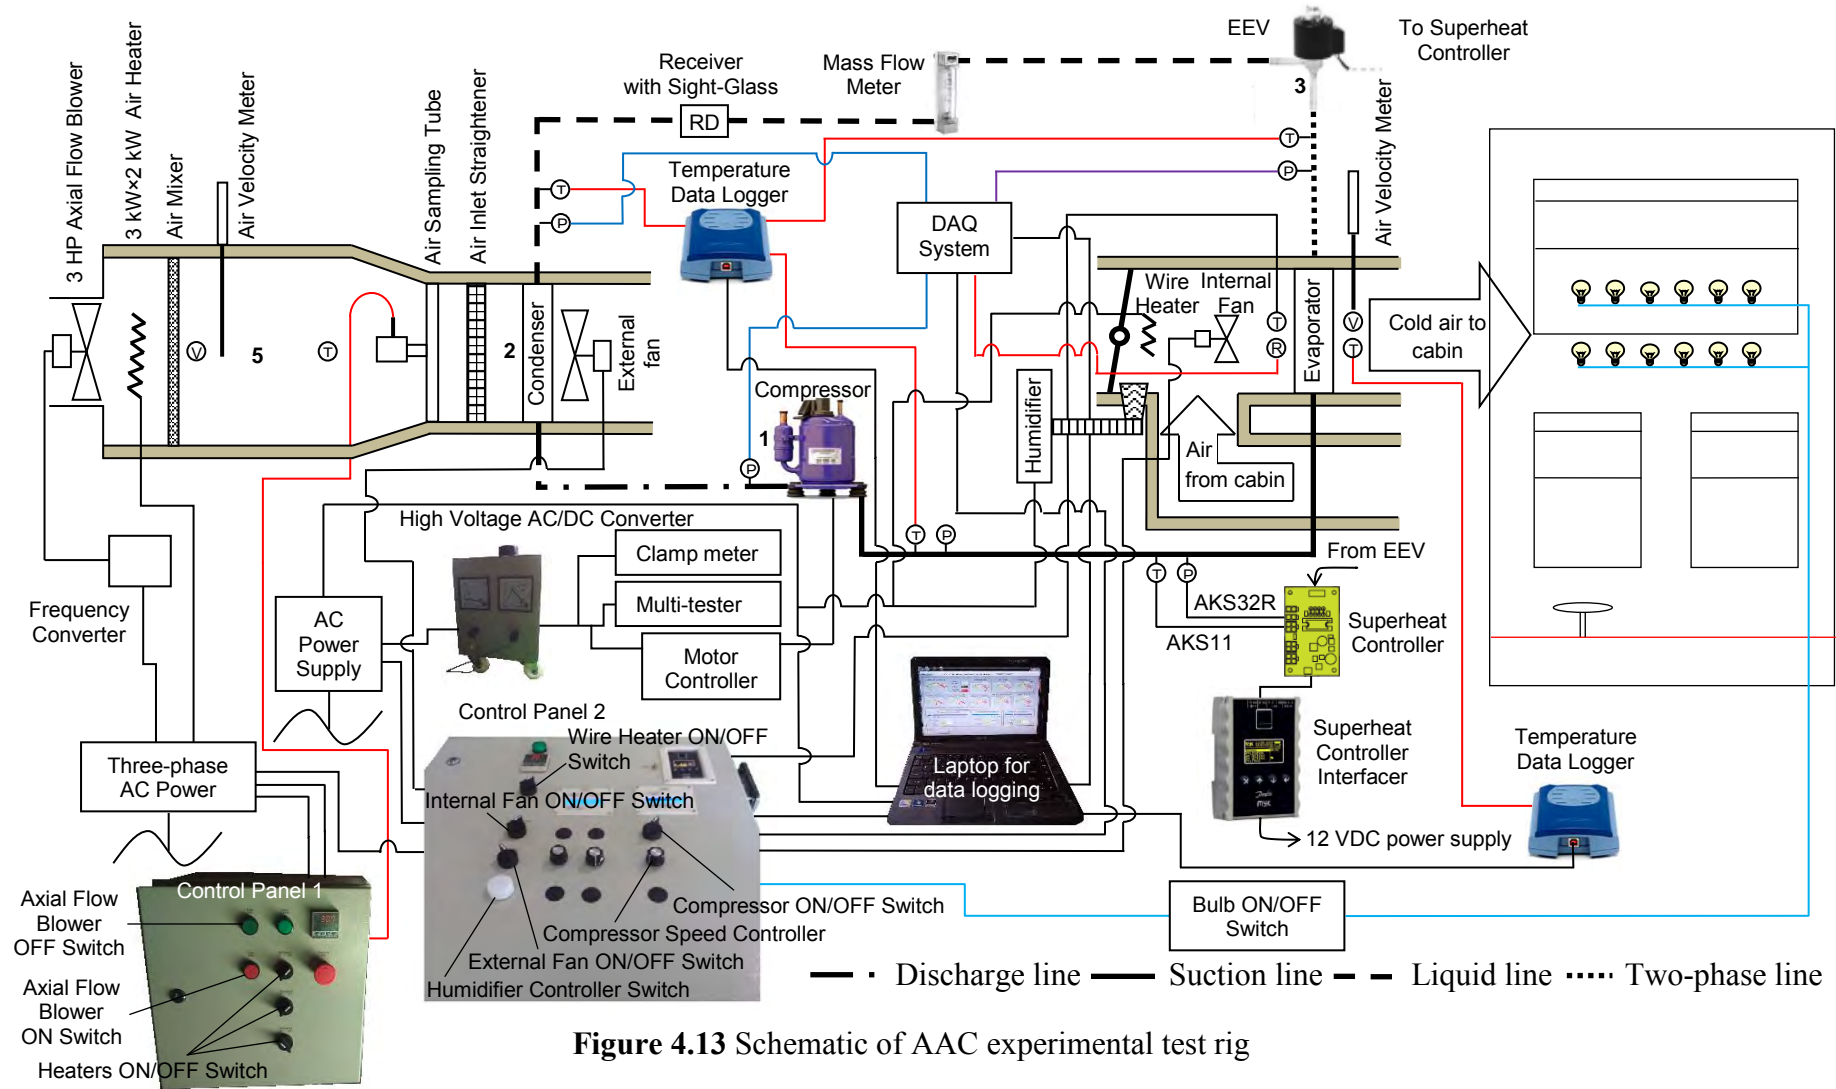 3 HP Axial Flow Blower
3 kW×2 kW Air Heater
Air Mixer
Air Velocity Meter
Air Sampling Tube
Air Inlet Straightener
Receiver
with Sight-Glass
RD
Mass Flow
Meter
EEV
To Superheat
Controller
3
Air Velocity Meter
T
P
T
P
Temperature
Data Logger
DAQ
System
V
5
T
2
Condenser
External
fan
Compressor
1
P
Wire
Heater
Internal
Fan
T
R
Evaporator
V
T
Cold air to
cabin
Humidifier
Air
from cabin
High Voltage AC/DC Converter
Clamp meter
Multi-tester
Motor
Controller
T
P
T
P
From EEV
AKS32R
AKS11
Superheat
Controller
Frequency
Converter
AC
Power
Supply
Three-phase
AC Power
Control Panel 2
Wire Heater ON/OFF
Switch
Internal Fan ON/OFF Switch
Laptop for
data logging
Superheat
Controller
Interfacer
Temperature
Data Logger
12 VDC power supply
Control Panel 1
Axial Flow
Blower
OFF Switch
Axial Flow
Blower
ON Switch
Heaters ON/OFF Switch
Compressor ON/OFF Switch
Compressor Speed Controller
External Fan ON/OFF Switch
Humidifier Controller Switch
Bulb ON/OFF
Switch
Discharge line
Suction line
Liquid line
Two-phase line
Figure 4.13 Schematic of AAC experimental test rig